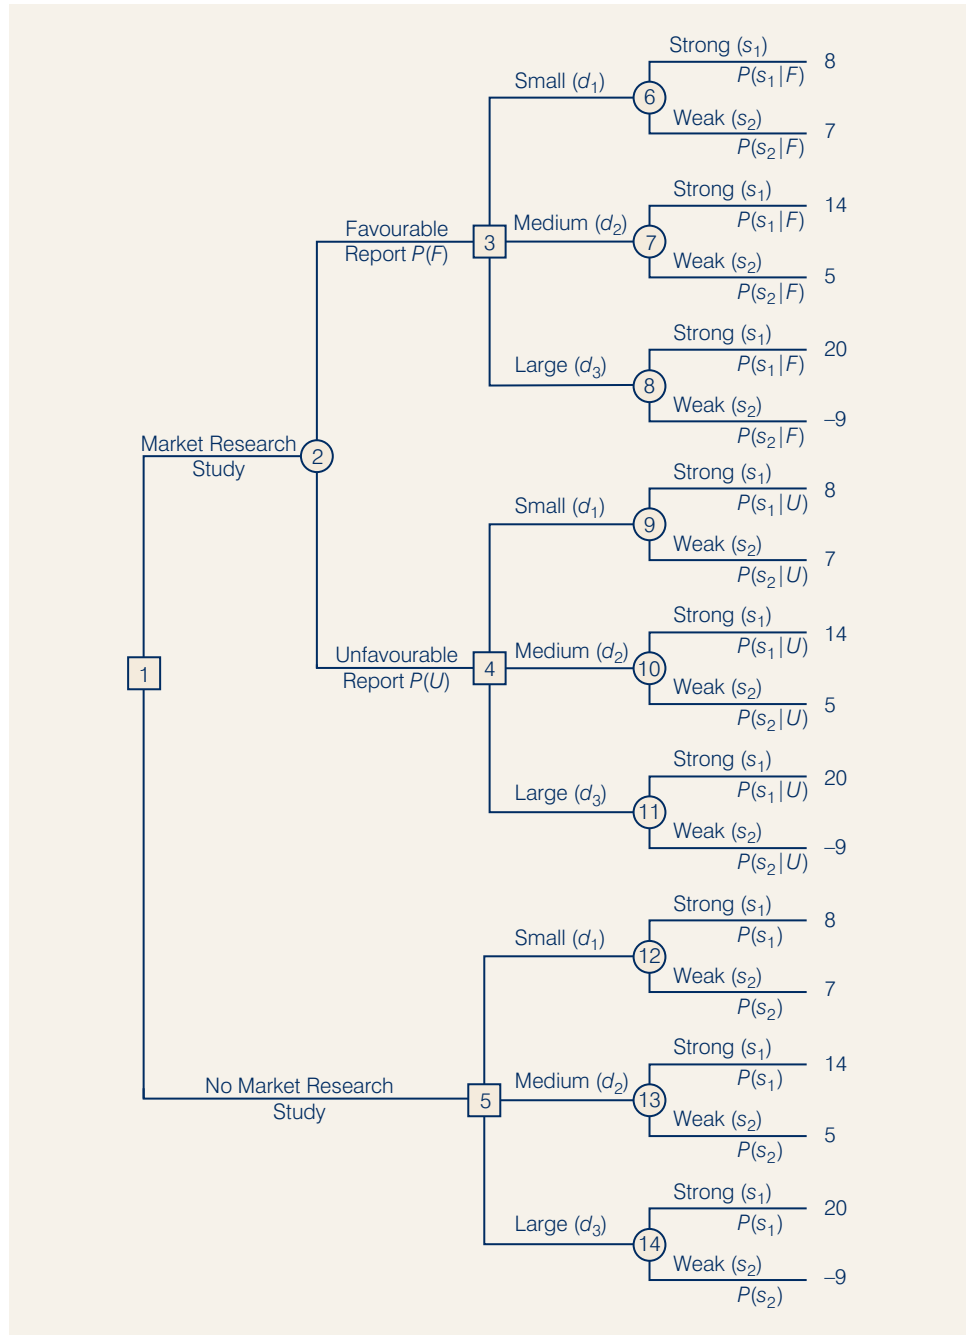 Strong (s₁)
8
P(s₁|F)
Small (d₁)
6
Weak (s₂)
7
P(s₂|F)
Strong (s₁)
14
P(s₁|F)
Favourable
Report P(F)
3
Medium (d₂)
7
Weak (s₂)
5
P(s₂|F)
Strong (s₁)
20
P(s₁|F)
Large (d₃)
8
Weak (s₂)
–9
P(s₂|F)
Market Research
Study
2
Strong (s₁)
8
P(s₁|U)
Small (d₁)
9
Weak (s₂)
7
P(s₂|U)
Strong (s₁)
14
P(s₁|U)
Unfavourable
Report P(U)
4
Medium (d₂)
10
Weak (s₂)
5
P(s₂|U)
1
Strong (s₁)
20
P(s₁|U)
Large (d₃)
11
Weak (s₂)
–9
P(s₂|U)
Strong (s₁)
8
P(s₁)
Small (d₁)
12
Weak (s₂)
7
P(s₂)
Strong (s₁)
14
P(s₁)
No Market Research
Study
5
Medium (d₂)
13
Weak (s₂)
5
P(s₂)
Strong (s₁)
20
P(s₁)
Large (d₃)
14
Weak (s₂)
–9
P(s₂)